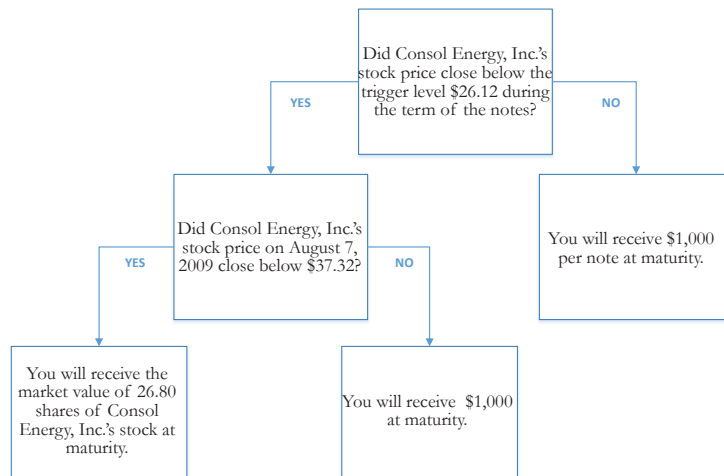 Did Consol Energy, Inc.'s
stock price close below the
trigger level $26.12 during
the term of the notes?
YES
NO
Did Consol Energy, Inc.'s
stock price on August 7,
2009 close below $37.32?
You will receive $1,000
per note at maturity.
YES
NO
You will receive the
market value of 26.80
shares of Consol
Energy, Inc.'s stock at
maturity.
You will receive $1,000
at maturity.